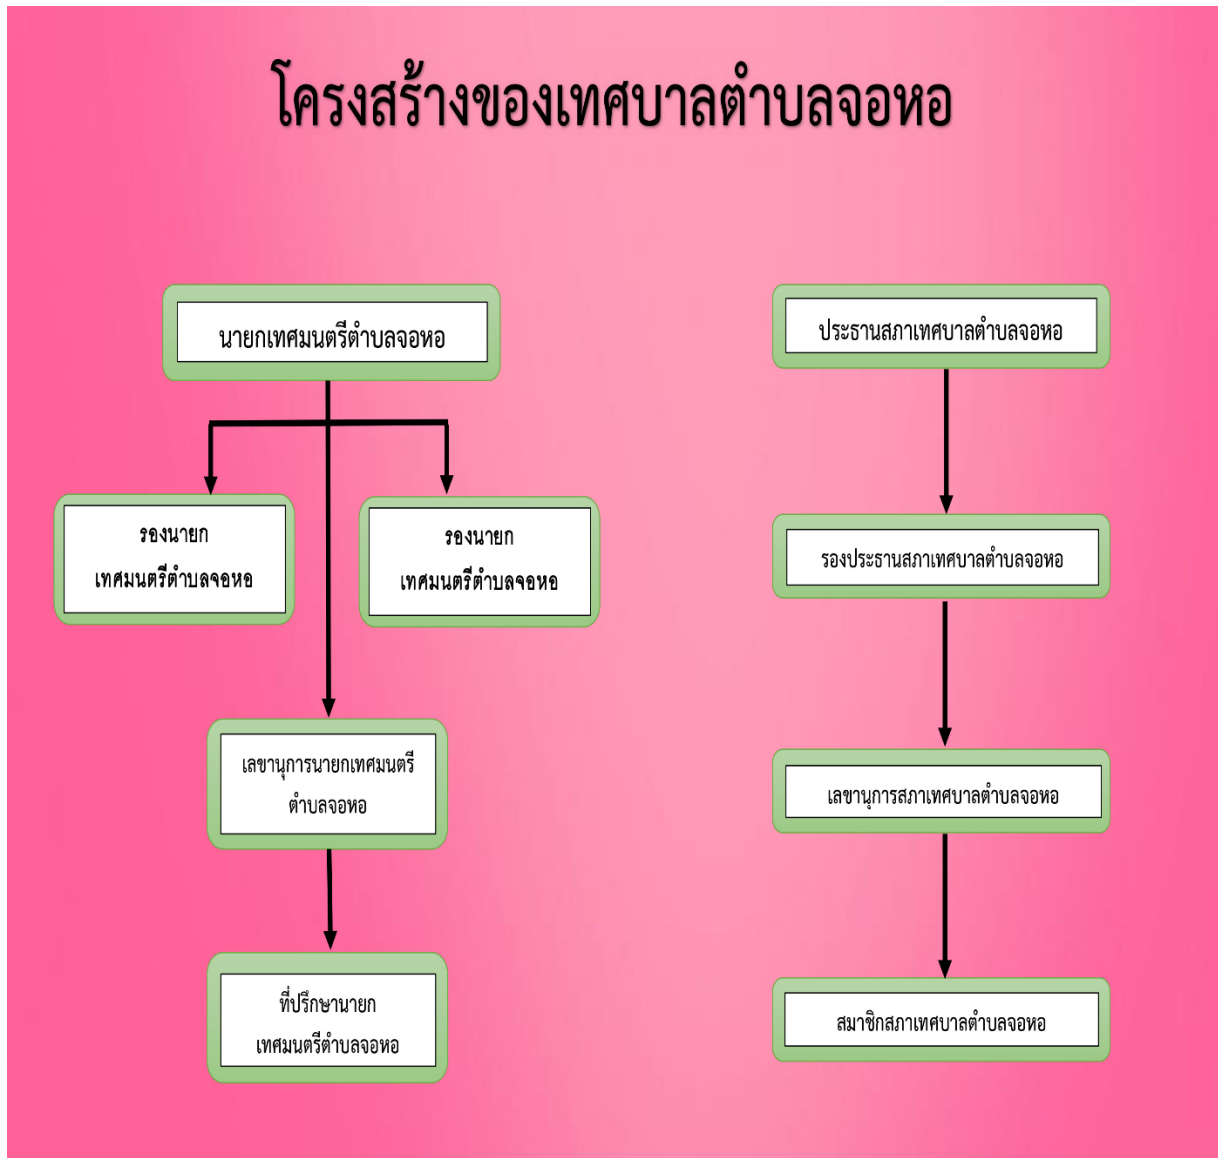 โครงสร้างของเทศบาลตำบลจอหอ
นายกเทศมนตรีตำบลจอหอ
รองนายก
เทศมนตรีตำบลจอหอ
รองนายก
เทศมนตรีตำบลจอหอ
เลขานุการนายกเทศมนตรี
ตำบลจอหอ
ที่ปรึกษานายก
เทศมนตรีตำบลจอหอ
ประธานสภาเทศบาลตำบลจอหอ
รองประธานสภาเทศบาลตำบลจอหอ
เลขานุการสภาเทศบาลตำบลจอหอ
สมาชิกสภาเทศบาลตำบลจอหอ